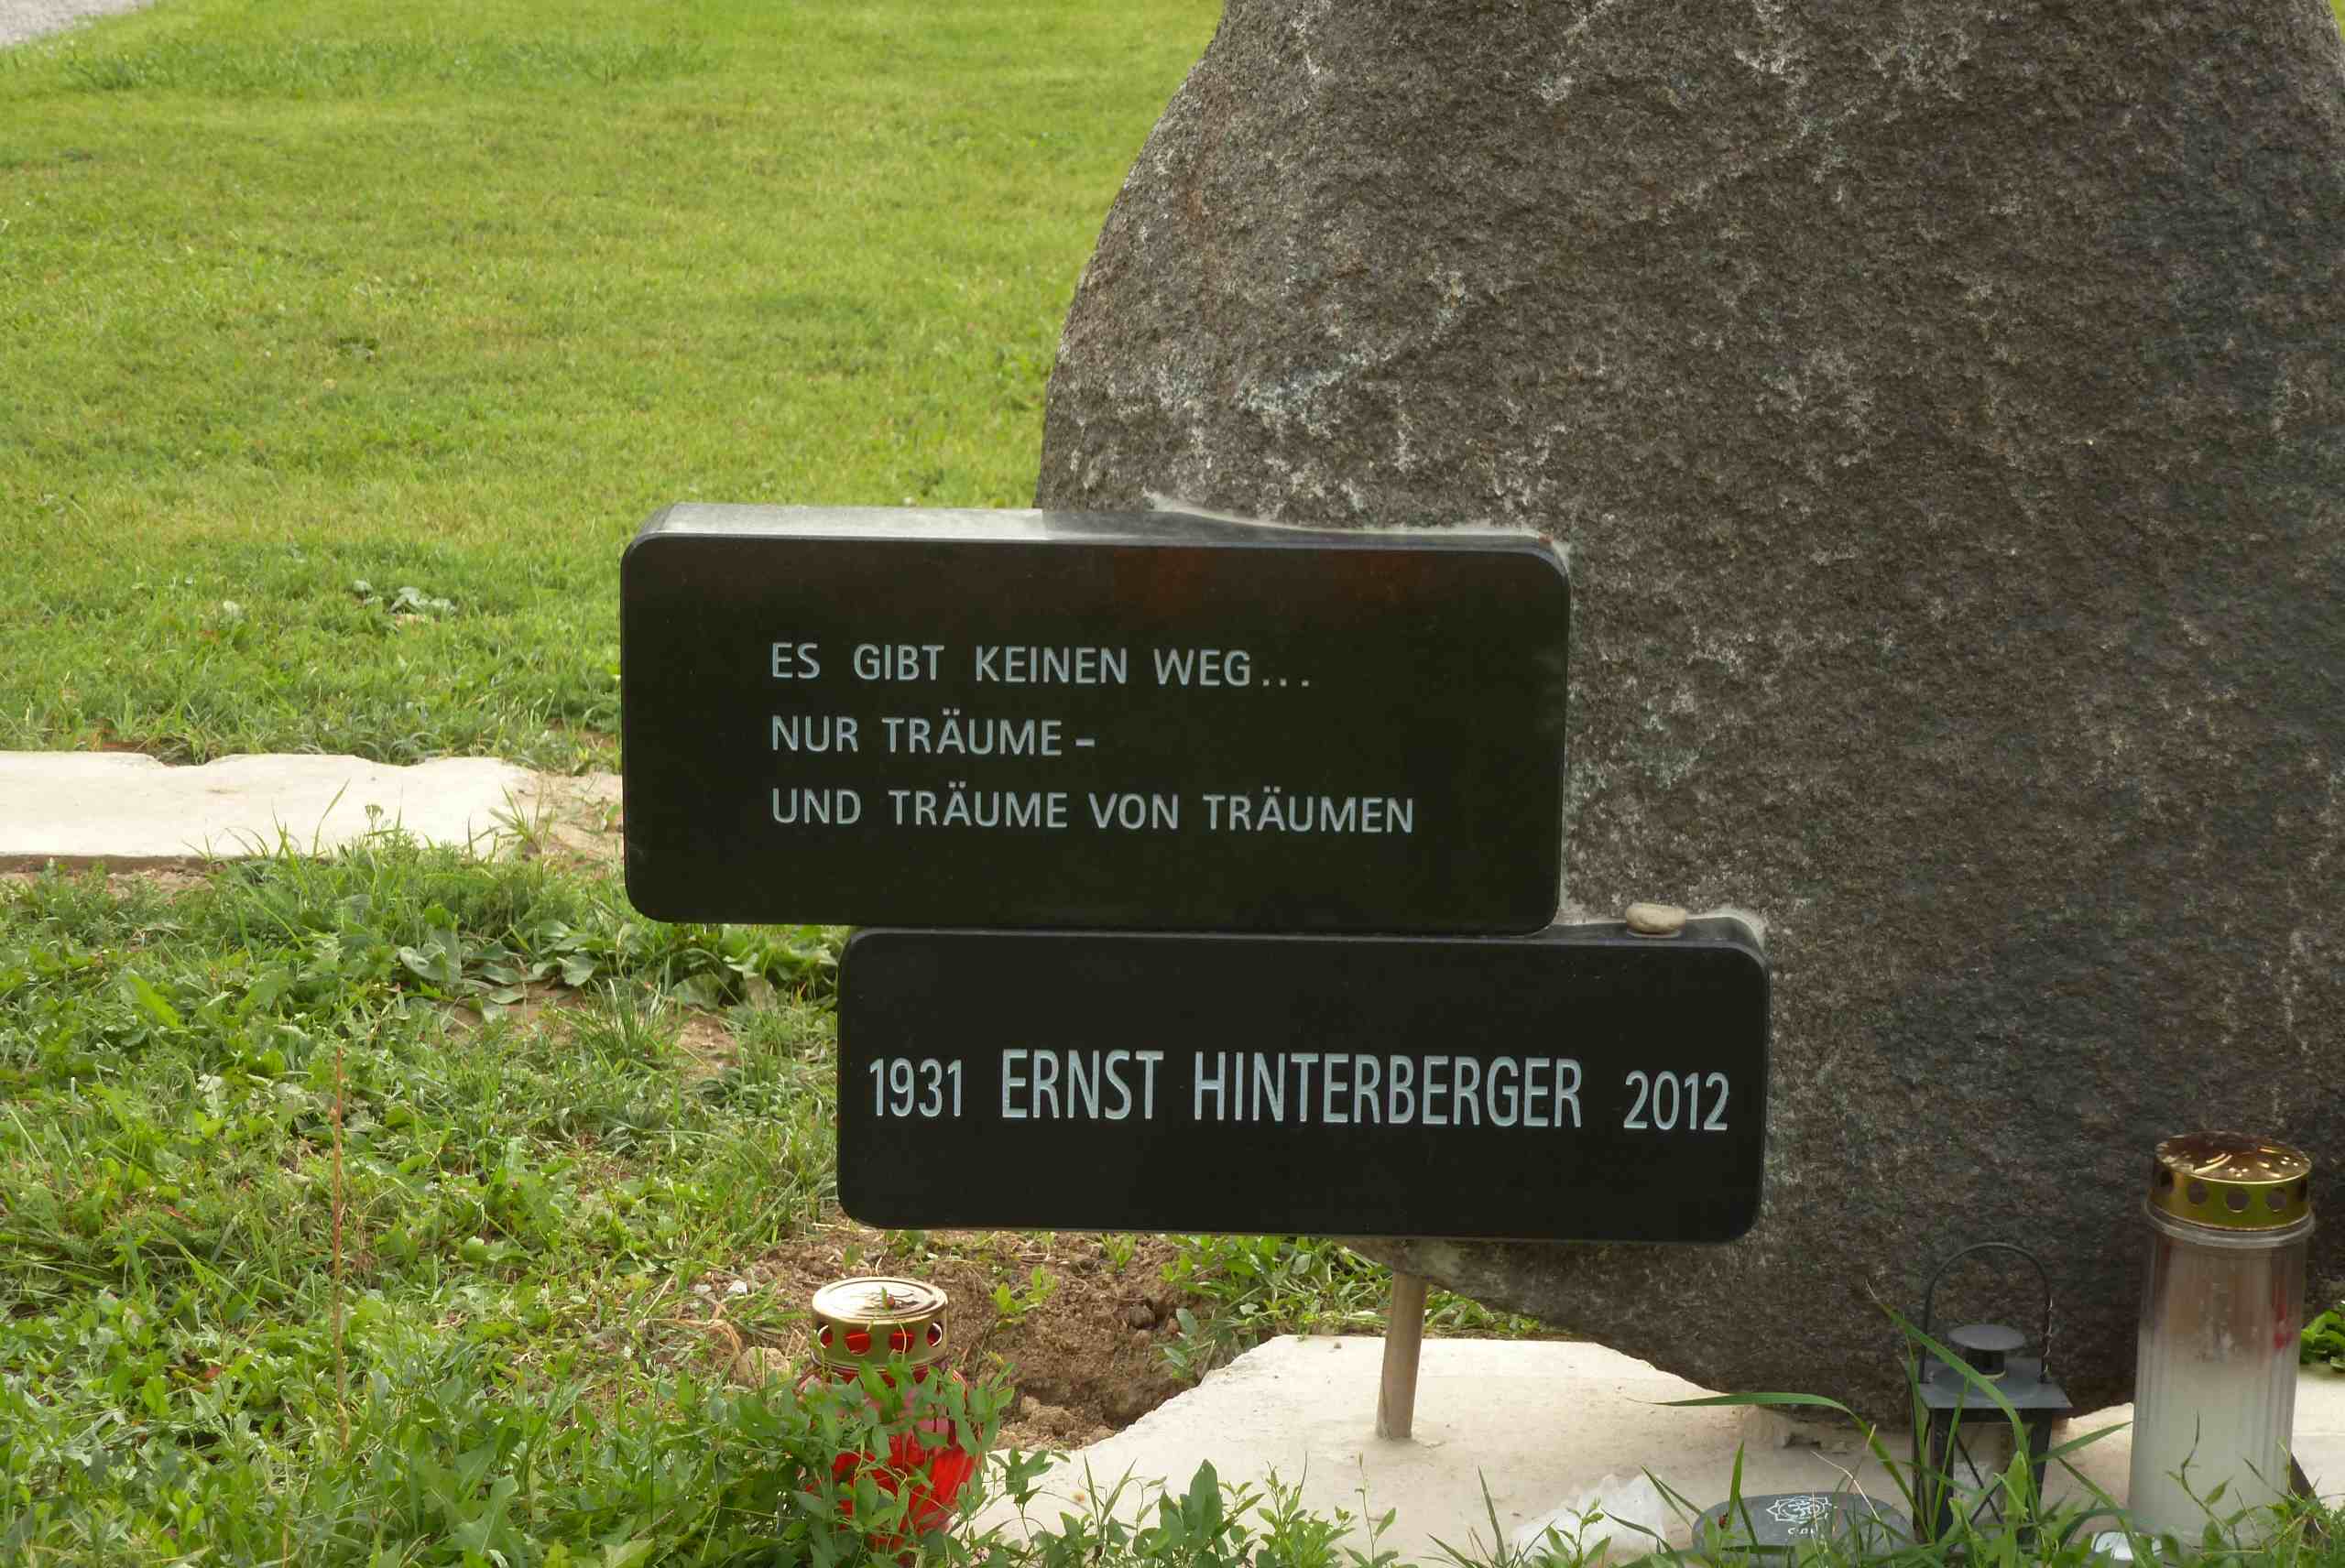 ES GIBT KEINEN WEG...
NUR TRÄUME -
UND TRÄUME VON TRÄUMEN
1931 ERNST HINTERBERGER 2012